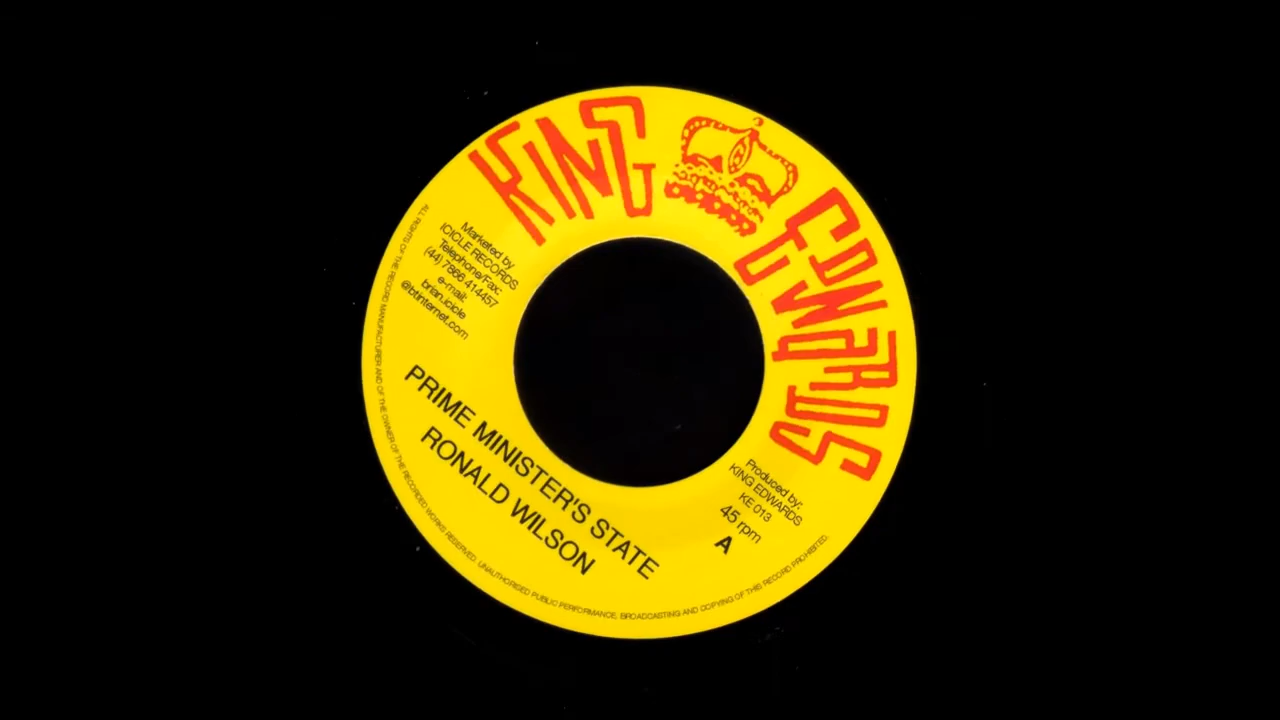 KING EDWARDS
Marketed by
ICICLE RECORDS
Telephone/Fax:
(44) 7866 414457
e-mail:
brian.icicle
@btinternet.com
PRIME MINISTER'S STATE
RONALD WILSON
Produced by:
KING EDWARDS
KE 013
45 rpm
A
ALL RIGHTS OF THE RECORD MANUFACTURER AND OF THE OWNER OF THE RECORDED WORKS RESERVED. UNAUTHORISED PUBLIC PERFORMANCE, BROADCASTING AND COPYING OF THIS RECORD PROHIBITED.